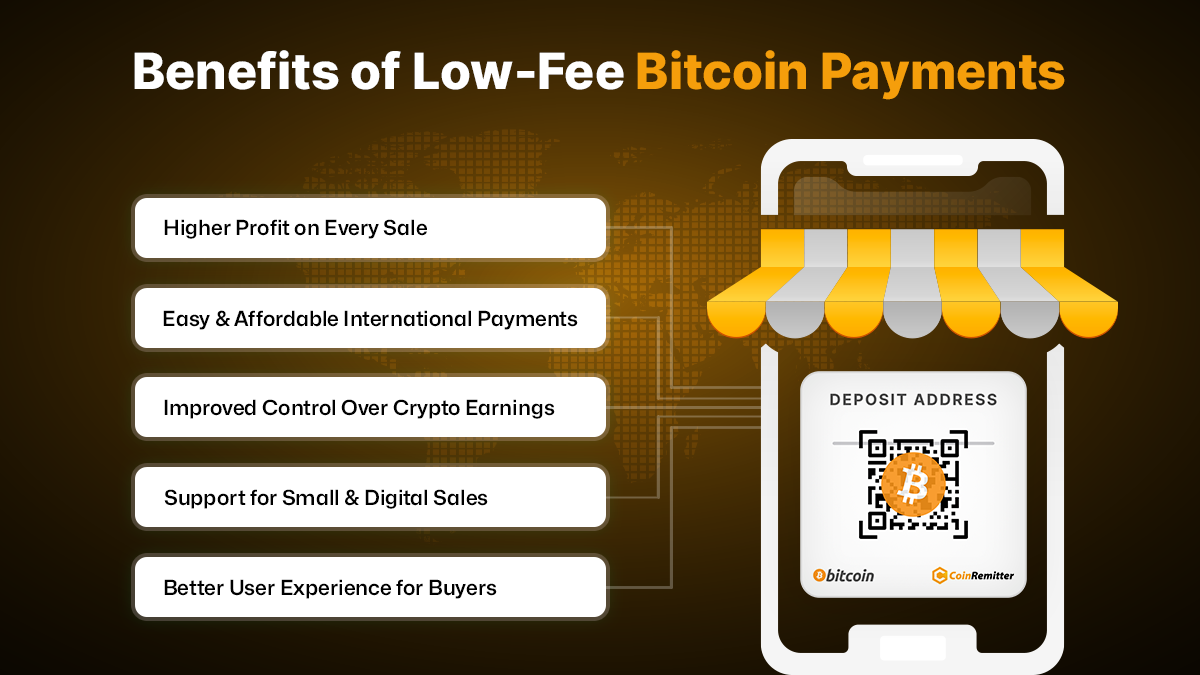 Benefits of Low-Fee Bitcoin Payments
Higher Profit on Every Sale
Easy & Affordable International Payments
Improved Control Over Crypto Earnings
Support for Small & Digital Sales
Better User Experience for Buyers
DEPOSIT ADDRESS
bitcoin
CoinRemitter